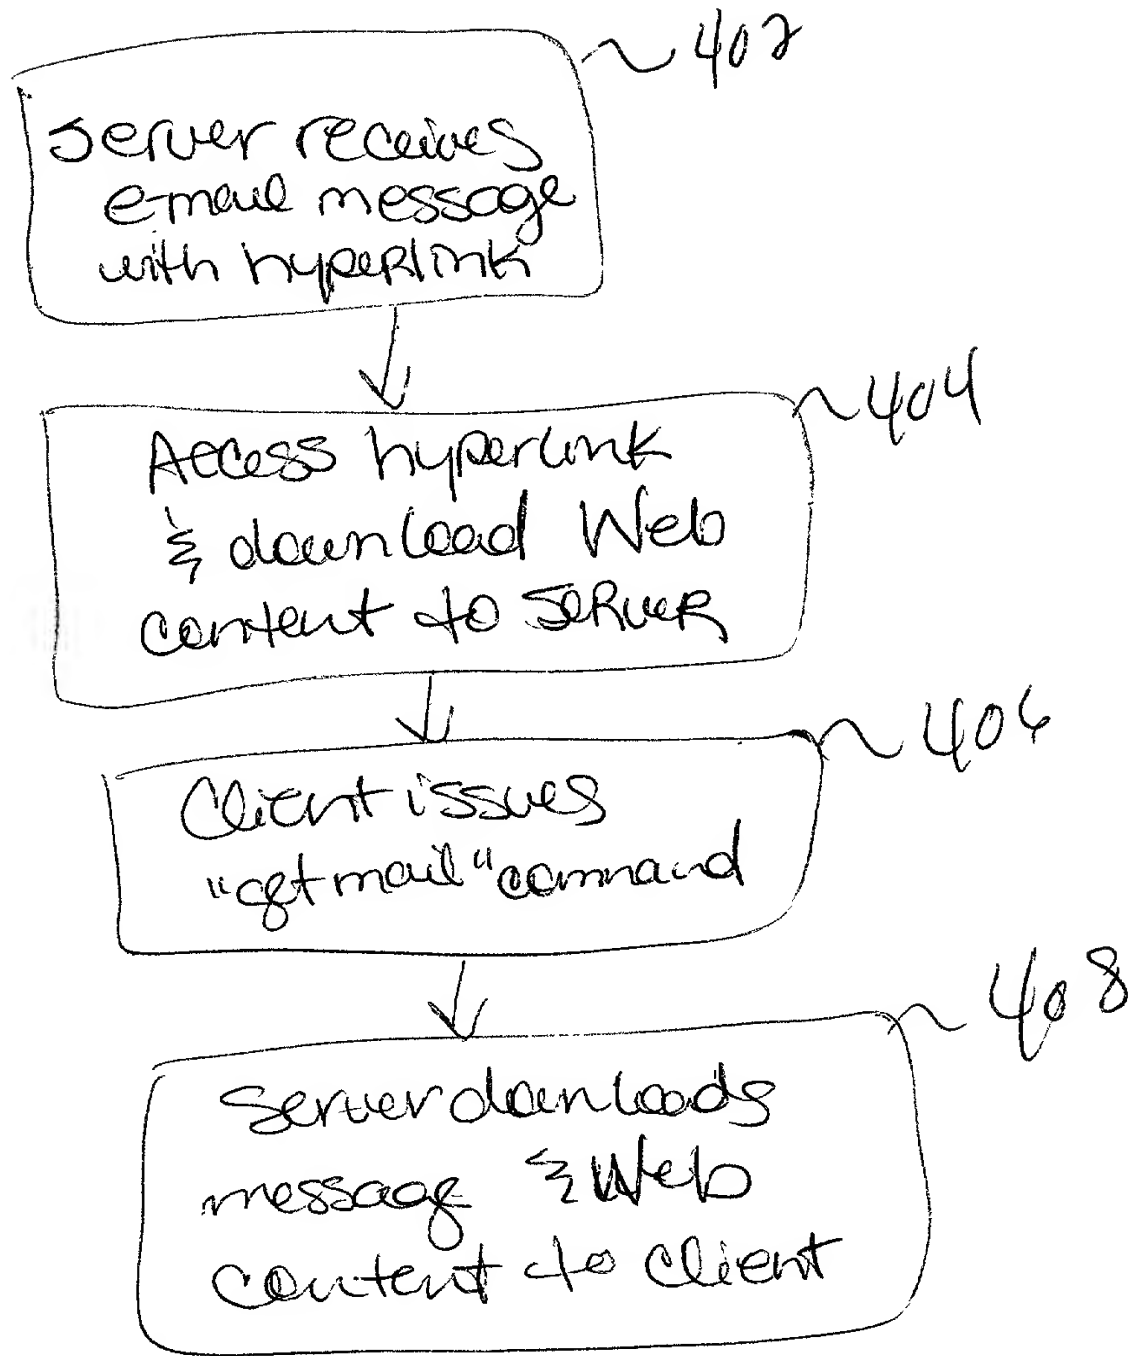 402
Server receives
e-mail message
with hyperlink
404
Access hyperlink
& download Web
content to server
406
Client issues
"get mail" command
408
Server downloads
message & Web
content to client